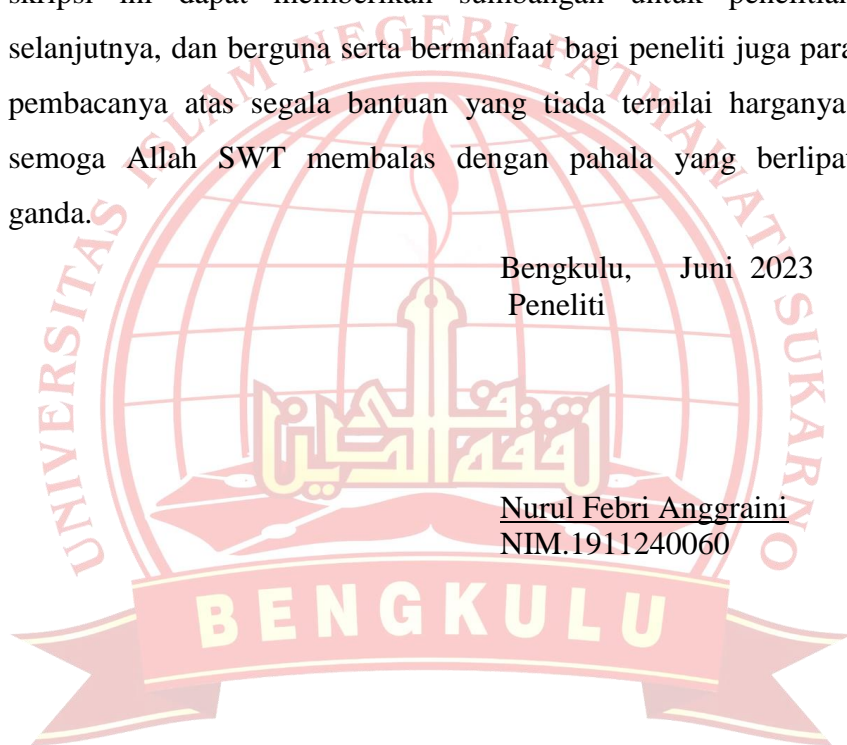 skripsi ini dapat memberikan sumbangan untuk penelitian
selanjutnya, dan berguna serta bermanfaat bagi peneliti juga para
pembacanya atas segala bantuan yang tiada ternilai harganya
semoga Allah SWT membalas dengan pahala yang berlipat
ganda.
Bengkulu, Juni 2023
Peneliti
Nurul Febri Anggraini
NIM.1911240060
UNIVERSITAS ISLAM NEGERI FATMAWATI SUKARNO
BENGKULU